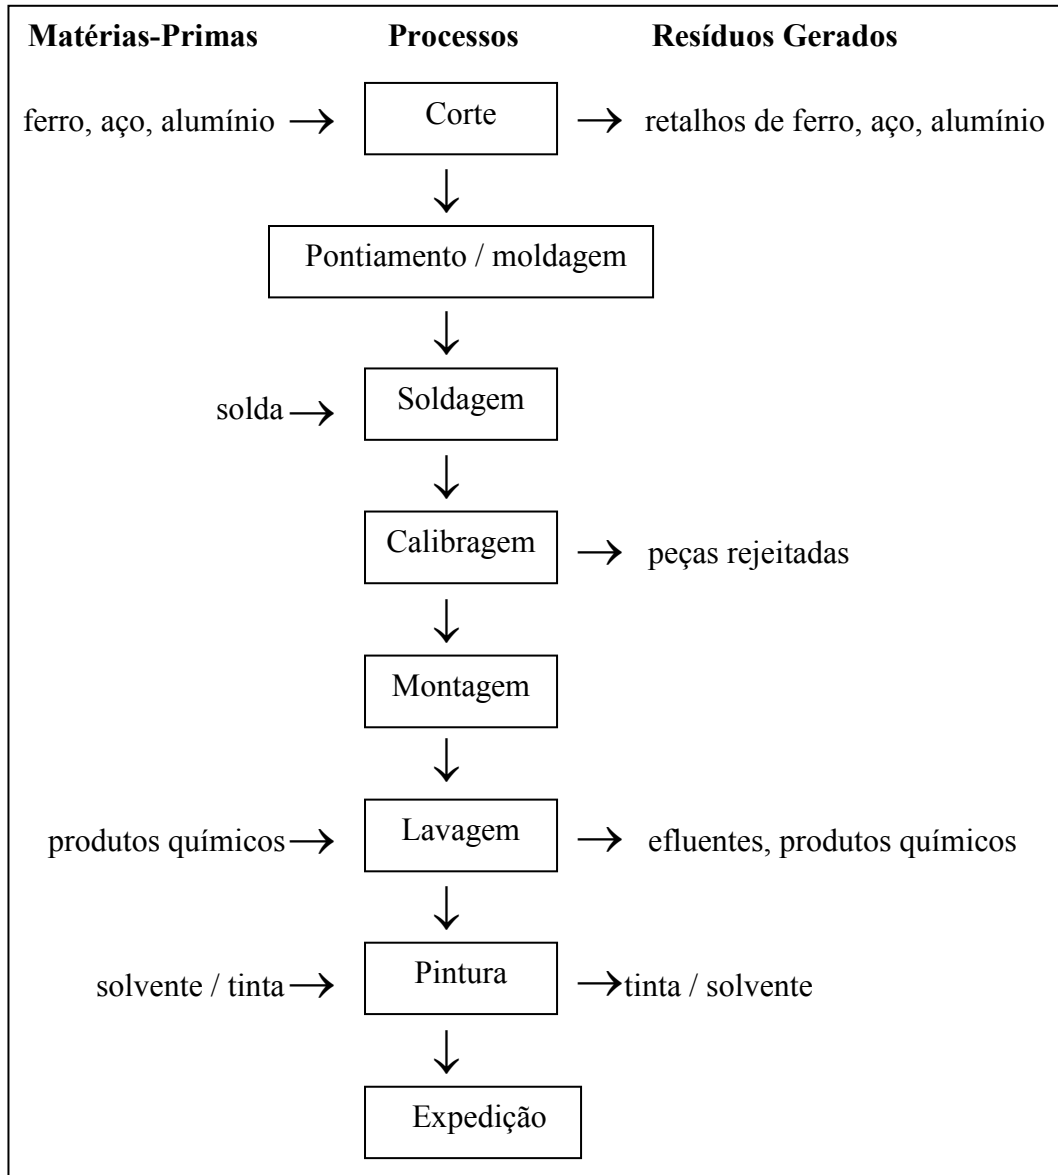 Matérias-Primas Processos Resíduos Gerados
ferro, aço, alumínio → Corte → retalhos de ferro, aço, alumínio
↓
Pontiamento / moldagem
↓
solda → Soldagem
↓
Calibragem → peças rejeitadas
↓
Montagem
↓
produtos químicos → Lavagem → efluentes, produtos químicos
↓
solvente / tinta → Pintura → tinta / solvente
↓
Expedição